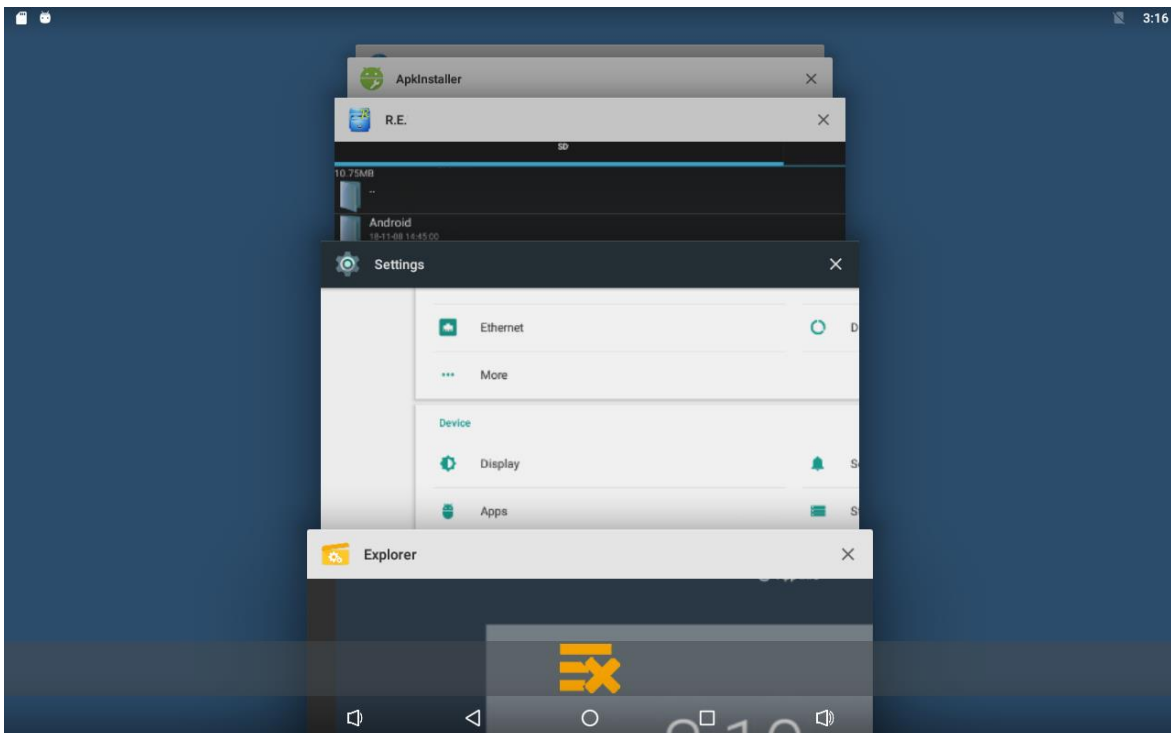 3:16
ApkInstaller
R.E.
SD
10.75MB
..
Android
18-11-08 14:45:00
Settings
Ethernet
D
More
Device
Display
S
Apps
S
Explorer